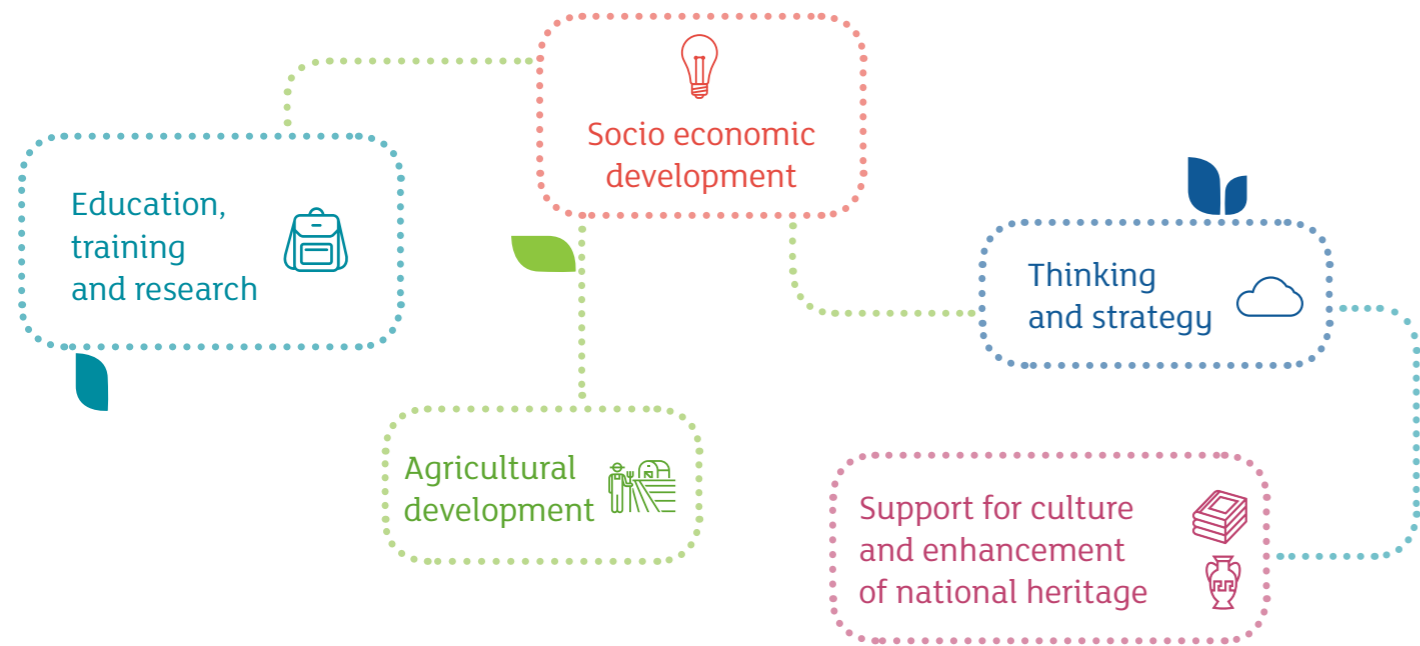 Socio economic
development
Education,
training
and research
Thinking
and strategy
Agricultural
development
Support for culture
and enhancement
of national heritage